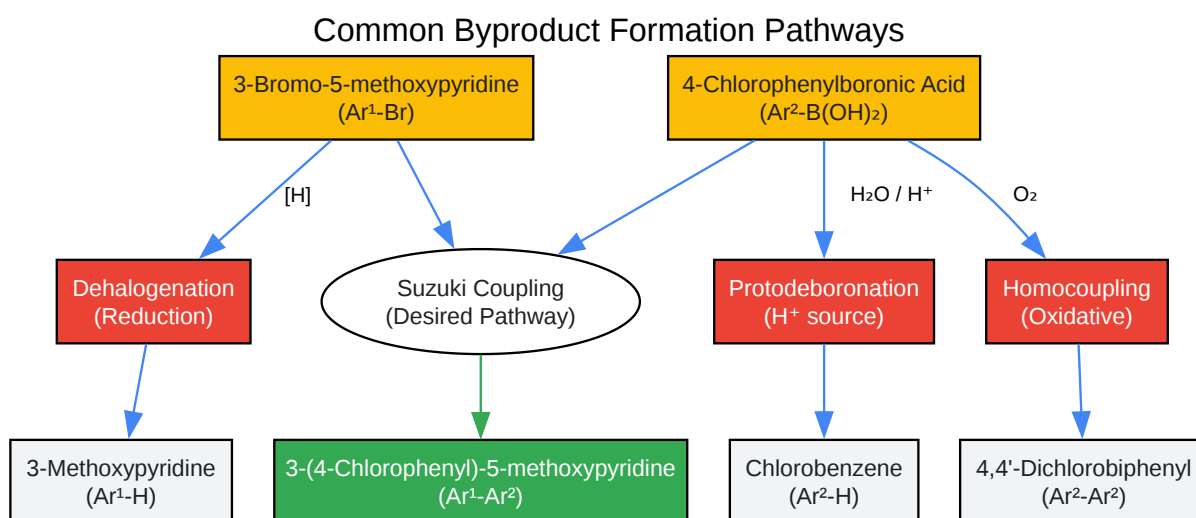 Common Byproduct Formation Pathways
3-Bromo-5-methoxypyridine
(Ar¹-Br)
4-Chlorophenylboronic Acid
(Ar²-B(OH)₂)
[H]
H₂O / H⁺
O₂
Dehalogenation
(Reduction)
Suzuki Coupling
(Desired Pathway)
Protodeboronation
(H⁺ source)
Homocoupling
(Oxidative)
3-Methoxypyridine
(Ar¹-H)
3-(4-Chlorophenyl)-5-methoxypyridine
(Ar¹-Ar²)
Chlorobenzene
(Ar²-H)
4,4'-Dichlorobiphenyl
(Ar²-Ar²)